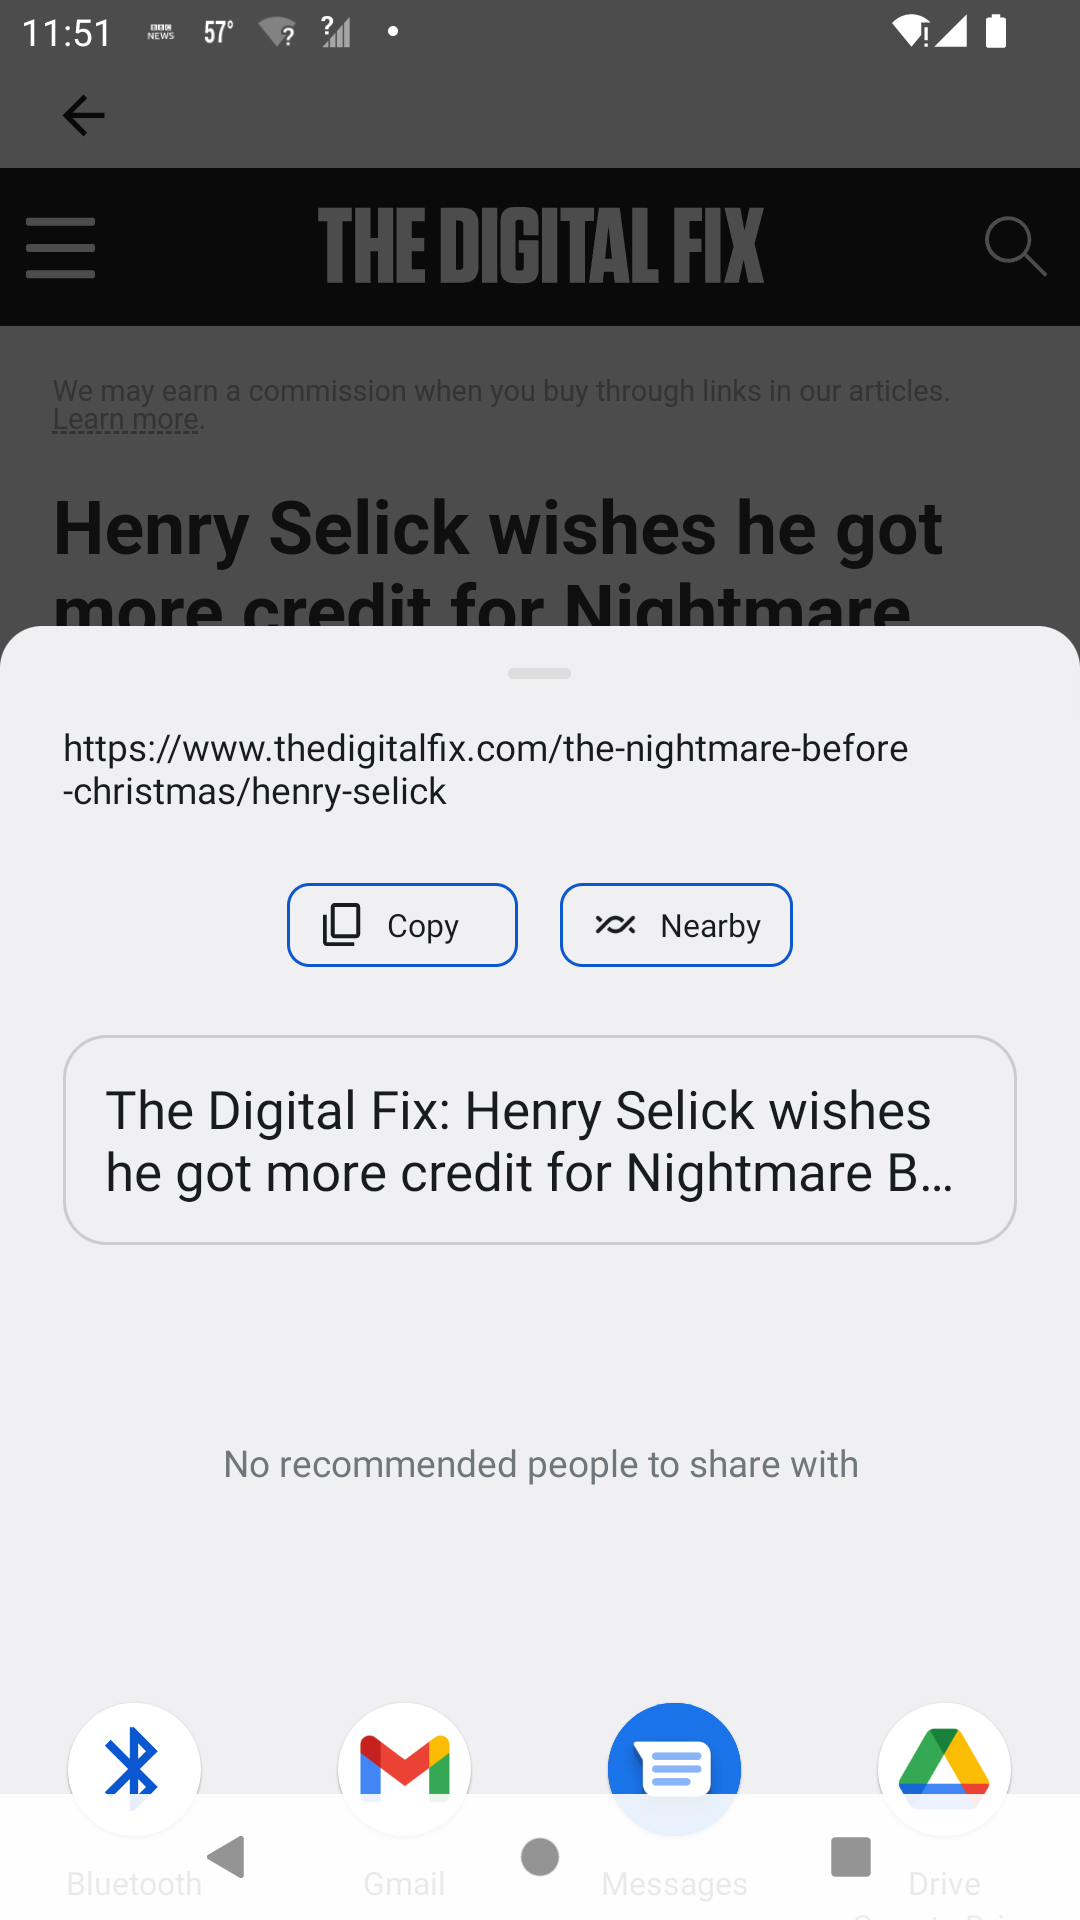 11:51
BBC
NEWS
57°
THE DIGITAL FIX
We may earn a commission when you buy through links in our articles.
Learn more.
Henry Selick wishes he got
more credit for Nightmare
https://www.thedigitalfix.com/the-nightmare-before
-christmas/henry-selick
Copy
Nearby
The Digital Fix: Henry Selick wishes
he got more credit for Nightmare B...
No recommended people to share with
Bluetooth
Gmail
Messages
Drive